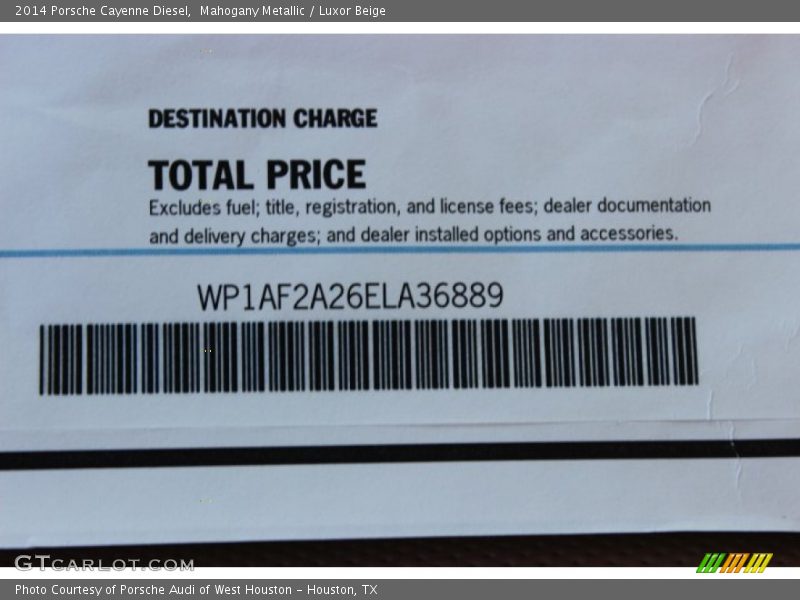 2014 Porsche Cayenne Diesel,  Mahogany Metallic / Luxor Beige
DESTINATION CHARGE
TOTAL PRICE
Excludes fuel; title, registration, and license fees; dealer documentation
and delivery charges; and dealer installed options and accessories.
WP1AF2A26ELA36889
GTCARLOT.COM
Photo Courtesy of Porsche Audi of West Houston – Houston, TX